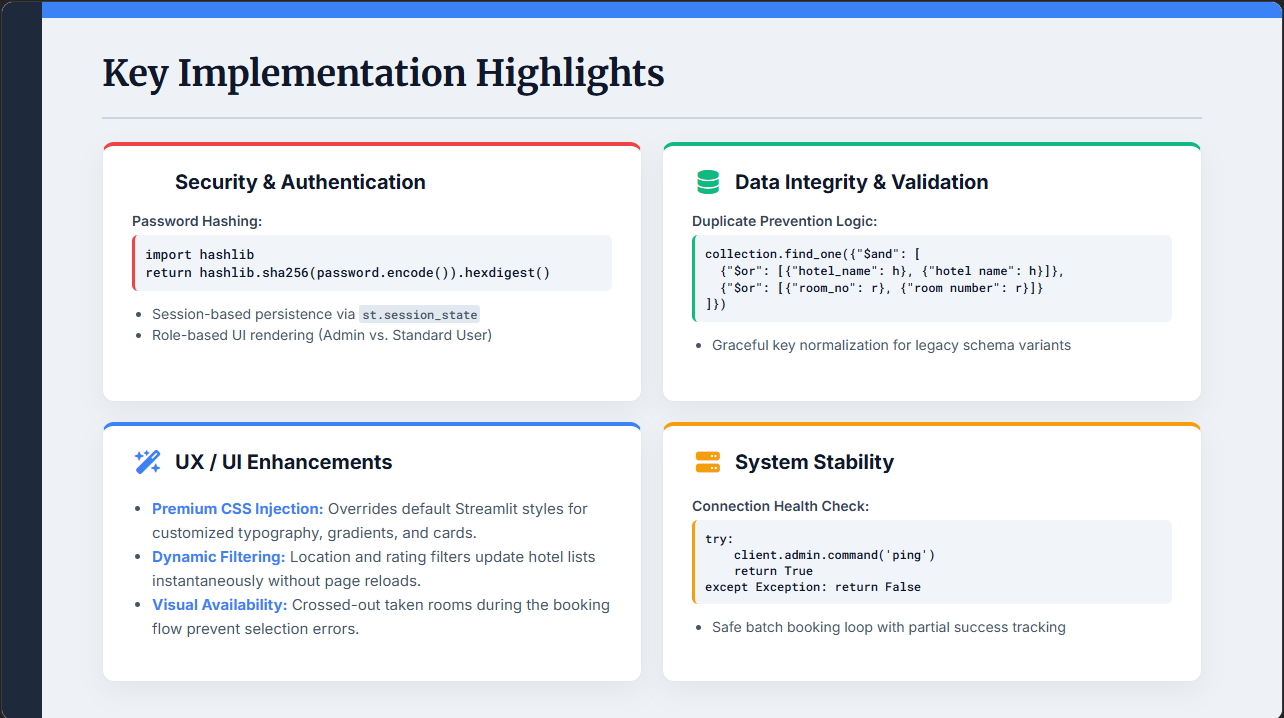 Key Implementation Highlights
Security & Authentication
Password Hashing:
import hashlib
return hashlib.sha256(password.encode()).hexdigest()
• Session-based persistence via st.session_state
• Role-based UI rendering (Admin vs. Standard User)
Data Integrity & Validation
Duplicate Prevention Logic:
collection.find_one({"$and": [
  {"$or": [{"hotel_name": h}, {"hotel name": h}]},
  {"$or": [{"room_no": r}, {"room number": r}]}
]})
• Graceful key normalization for legacy schema variants
UX / UI Enhancements
• Premium CSS Injection: Overrides default Streamlit styles for
customized typography, gradients, and cards.
• Dynamic Filtering: Location and rating filters update hotel lists
instantaneously without page reloads.
• Visual Availability: Crossed-out taken rooms during the booking
flow prevent selection errors.
System Stability
Connection Health Check:
try:
    client.admin.command('ping')
    return True
except Exception: return False
• Safe batch booking loop with partial success tracking